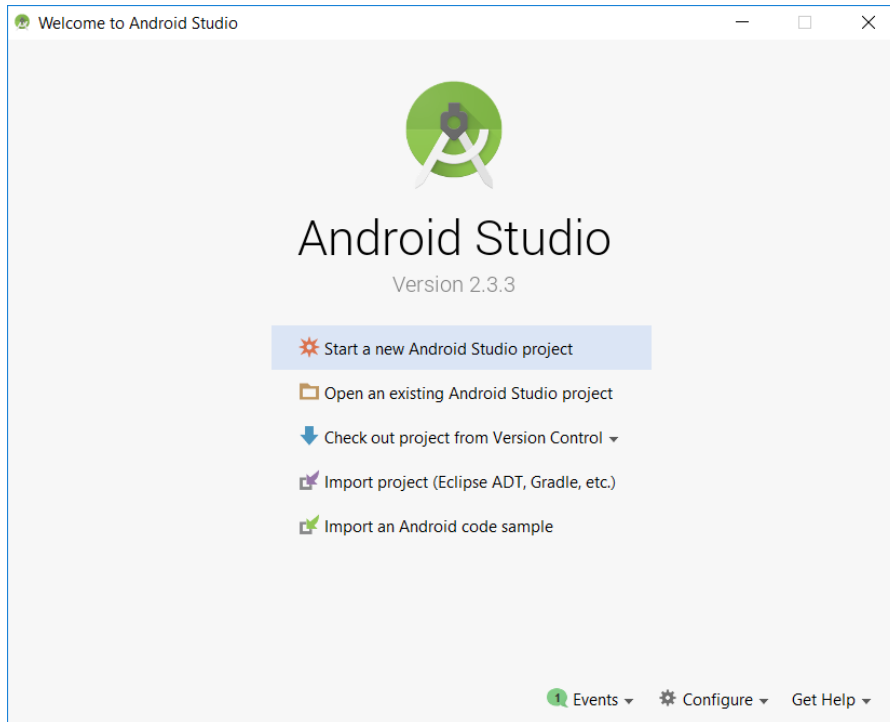 Welcome to Android Studio
Android Studio
Version 2.3.3
Start a new Android Studio project
Open an existing Android Studio project
Check out project from Version Control
Import project (Eclipse ADT, Gradle, etc.)
Import an Android code sample
1 Events Configure Get Help